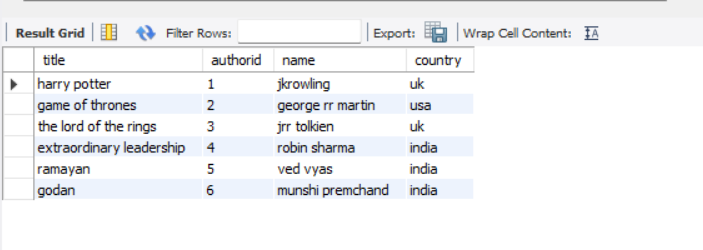 Result Grid Filter Rows: Export: Wrap Cell Content: IA
title authorid name country
harry potter 1 jkrowling uk
game of thrones 2 george rr martin usa
the lord of the rings 3 jrr tolkien uk
extraordinary leadership 4 robin sharma india
ramayan 5 ved vyas india
godan 6 munshi premchand india